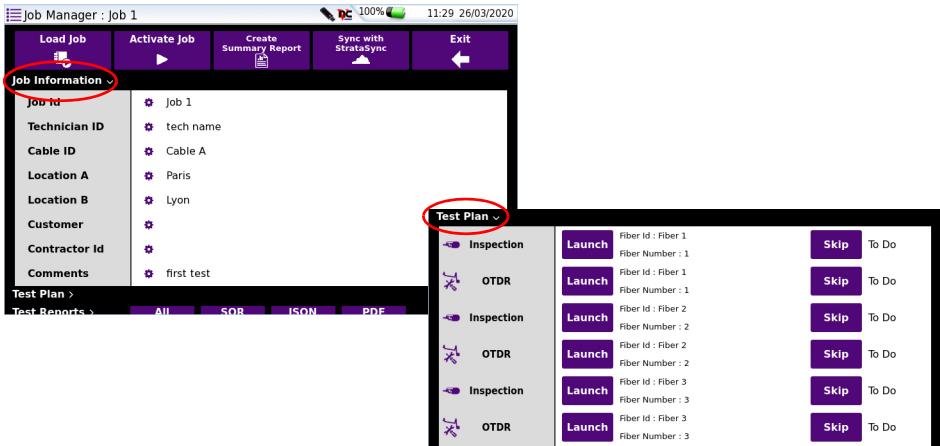 Job Manager : Job 1
100%
11:29 26/03/2020
Load Job
Activate Job
Create
Summary Report
Sync with
StrataSync
Exit
Job Information
Job Id Job 1
Technician ID tech name
Cable ID Cable A
Location A Paris
Location B Lyon
Customer
Contractor Id
Comments first test
Test Plan >
Test Reports > All SOR JSON PDF
Test Plan
Inspection Launch Fiber Id : Fiber 1
Fiber Number : 1 Skip To Do
OTDR Launch Fiber Id : Fiber 1
Fiber Number : 1 Skip To Do
Inspection Launch Fiber Id : Fiber 2
Fiber Number : 2 Skip To Do
OTDR Launch Fiber Id : Fiber 2
Fiber Number : 2 Skip To Do
Inspection Launch Fiber Id : Fiber 3
Fiber Number : 3 Skip To Do
OTDR Launch Fiber Id : Fiber 3
Fiber Number : 3 Skip To Do